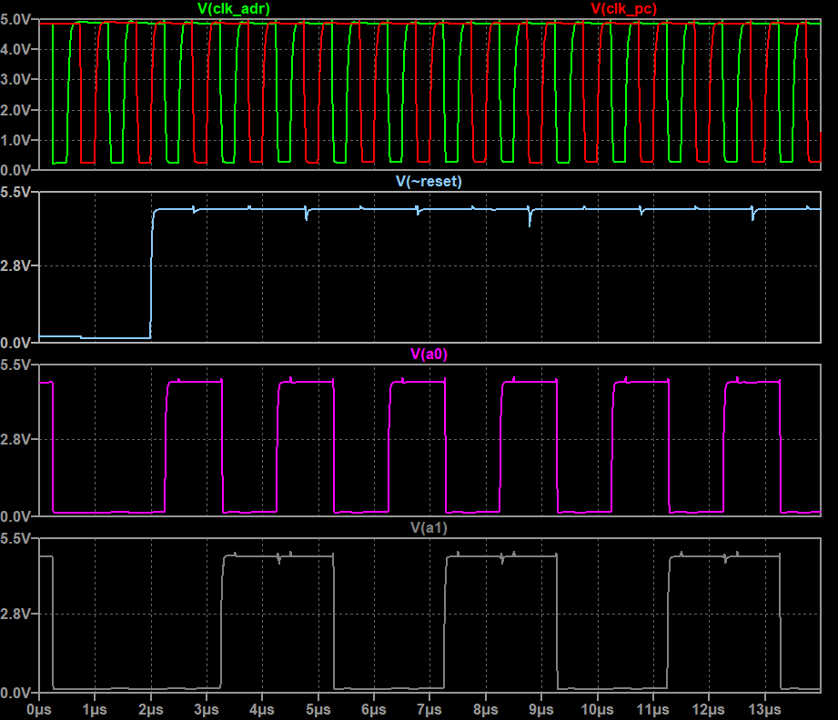 V(clk_adr) V(clk_pc)
5.0V
4.0V
3.0V
2.0V
1.0V
0.0V
V(~reset)
5.5V
2.8V
0.0V
V(a0)
5.5V
2.8V
0.0V
V(a1)
5.5V
2.8V
0.0V
0µs 1µs 2µs 3µs 4µs 5µs 6µs 7µs 8µs 9µs 10µs 11µs 12µs 13µs